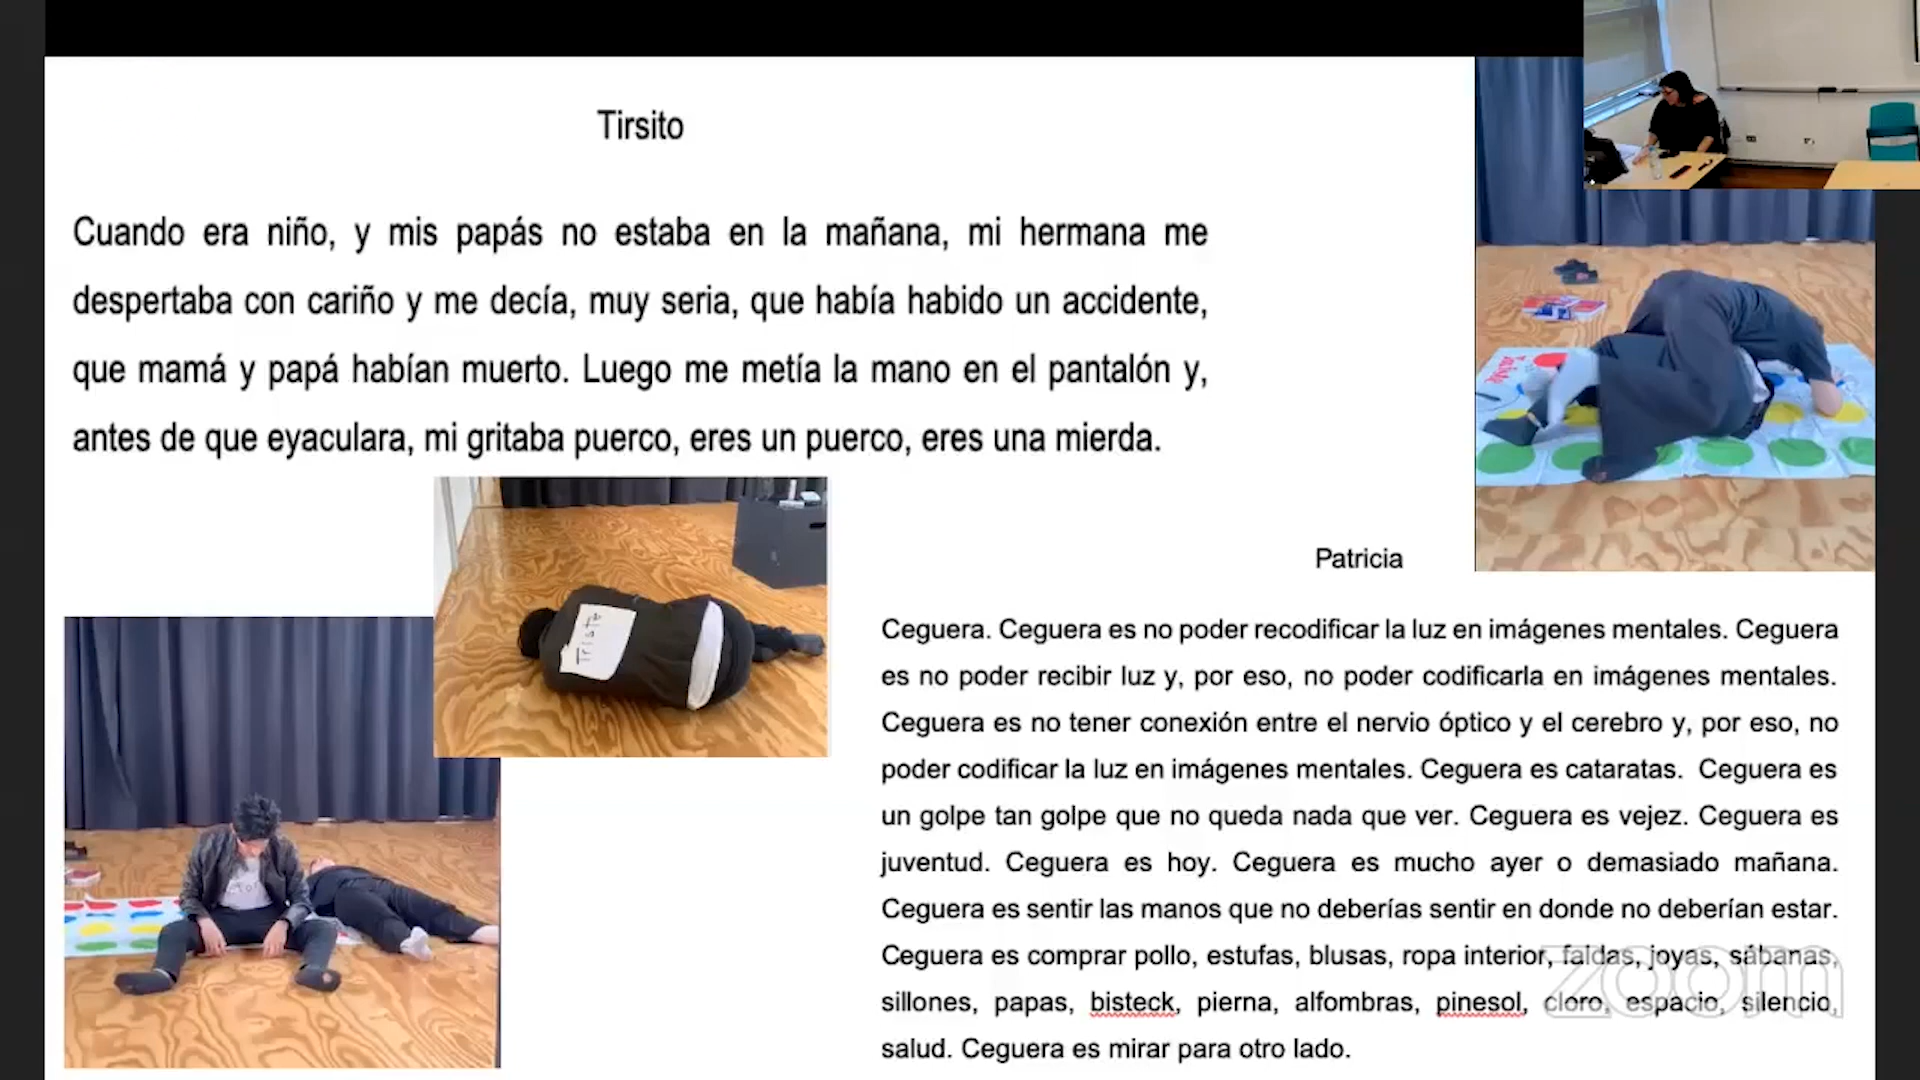 Tirsito
Cuando era niño, y mis papás no estaba en la mañana, mi hermana me
despertaba con cariño y me decía, muy seria, que había habido un accidente,
que mamá y papá habían muerto. Luego me metía la mano en el pantalón y,
antes de que eyaculara, mi gritaba puerco, eres un puerco, eres una mierda.
Patricia
Ceguera. Ceguera es no poder recodificar la luz en imágenes mentales. Ceguera
es no poder recibir luz y, por eso, no poder codificarla en imágenes mentales.
Ceguera es no tener conexión entre el nervio óptico y el cerebro y, por eso, no
poder codificar la luz en imágenes mentales. Ceguera es cataratas. Ceguera es
un golpe tan golpe que no queda nada que ver. Ceguera es vejez. Ceguera es
juventud. Ceguera es hoy. Ceguera es mucho ayer o demasiado mañana.
Ceguera es sentir las manos que no deberías sentir en donde no deberían estar.
Ceguera es comprar pollo, estufas, blusas, ropa interior, faldas, joyas, sábanas,
sillones, papas, bisteck, pierna, alfombras, pinesol, cloro, espacio, silencio,
salud. Ceguera es mirar para otro lado.
zoom